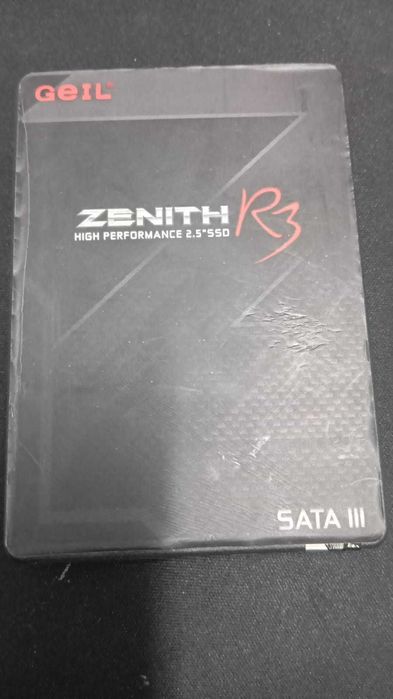 GeIL
ZENITH R3
HIGH PERFORMANCE 2.5"SSD
SATA III